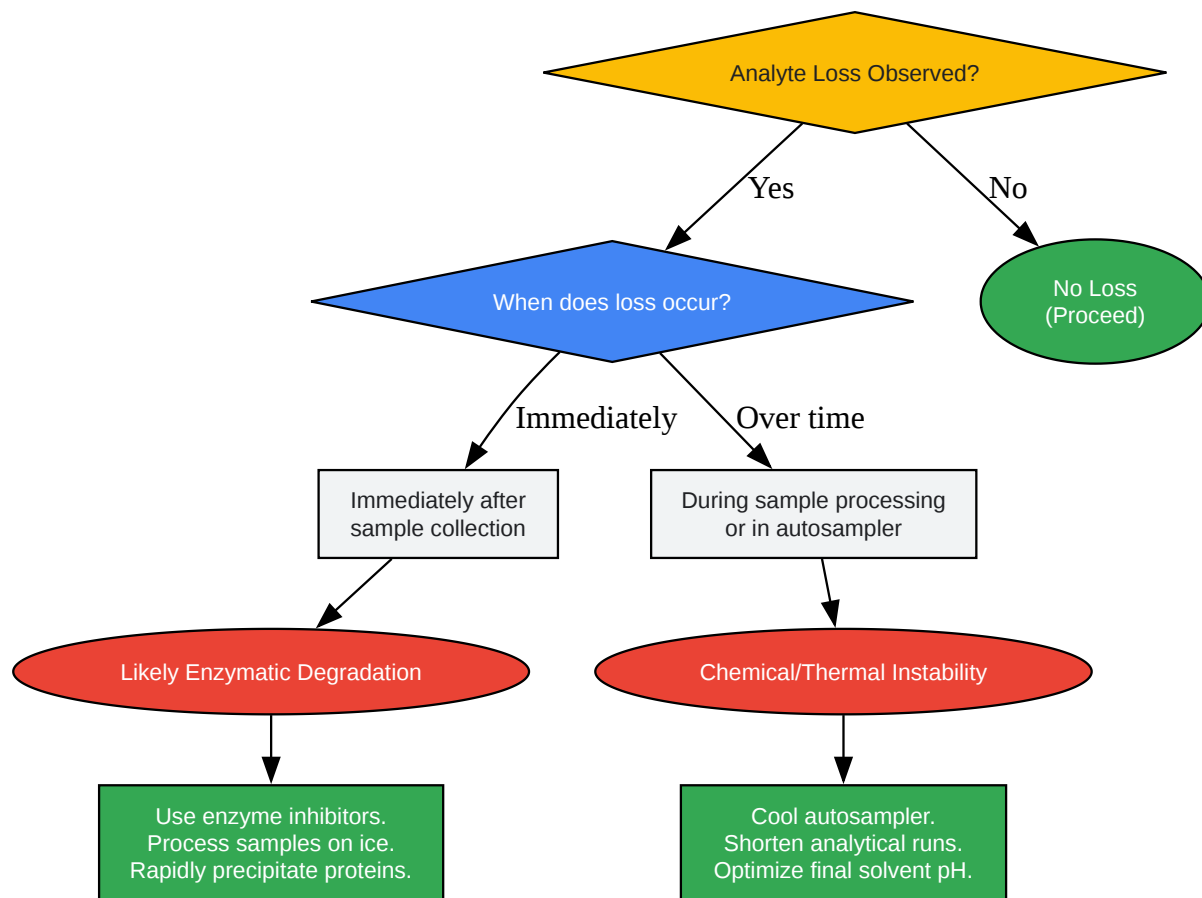 Analyte Loss Observed?
Yes
No
When does loss occur?
No Loss
(Proceed)
Immediately
Over time
Immediately after
sample collection
During sample processing
or in autosampler
Likely Enzymatic Degradation
Chemical/Thermal Instability
Use enzyme inhibitors.
Process samples on ice.
Rapidly precipitate proteins.
Cool autosampler.
Shorten analytical runs.
Optimize final solvent pH.